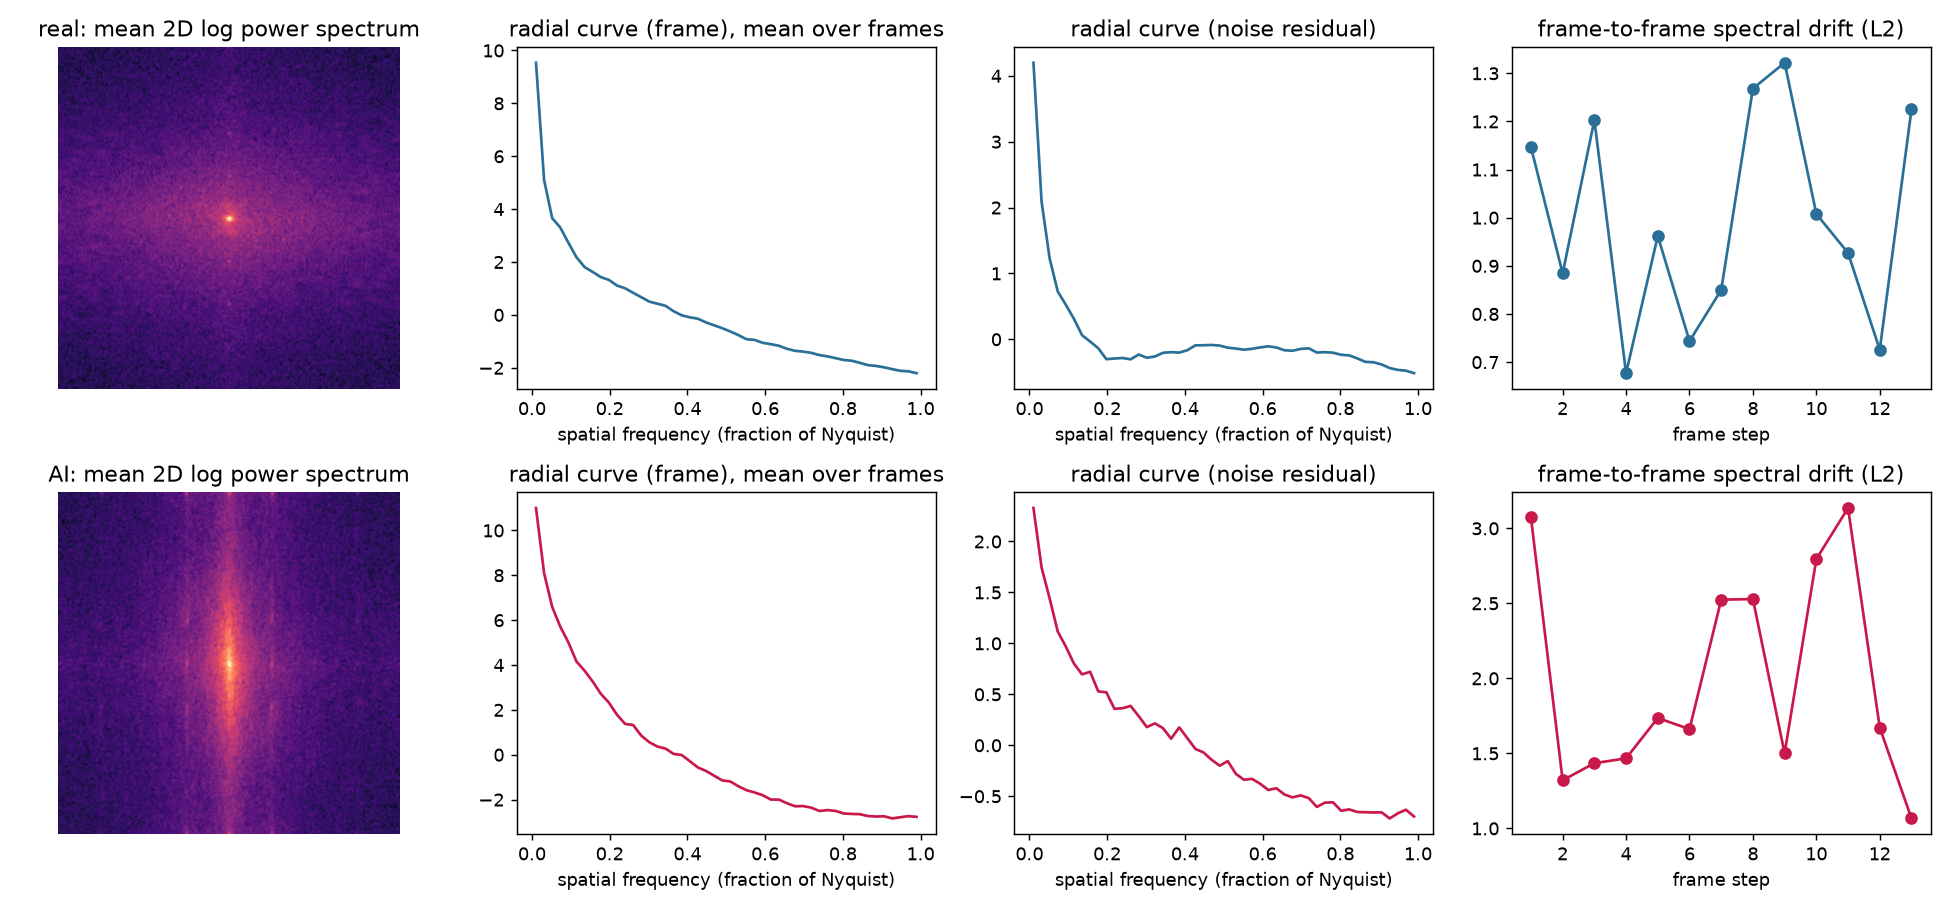 real: mean 2D log power spectrum
radial curve (frame), mean over frames
10
8
6
4
2
0
−2
0.0 0.2 0.4 0.6 0.8 1.0
spatial frequency (fraction of Nyquist)
radial curve (noise residual)
4
3
2
1
0
0.0 0.2 0.4 0.6 0.8 1.0
spatial frequency (fraction of Nyquist)
frame-to-frame spectral drift (L2)
1.3
1.2
1.1
1.0
0.9
0.8
0.7
2 4 6 8 10 12
frame step
AI: mean 2D log power spectrum
radial curve (frame), mean over frames
10
8
6
4
2
0
−2
0.0 0.2 0.4 0.6 0.8 1.0
spatial frequency (fraction of Nyquist)
radial curve (noise residual)
2.0
1.5
1.0
0.5
0.0
−0.5
0.0 0.2 0.4 0.6 0.8 1.0
spatial frequency (fraction of Nyquist)
frame-to-frame spectral drift (L2)
3.0
2.5
2.0
1.5
1.0
2 4 6 8 10 12
frame step